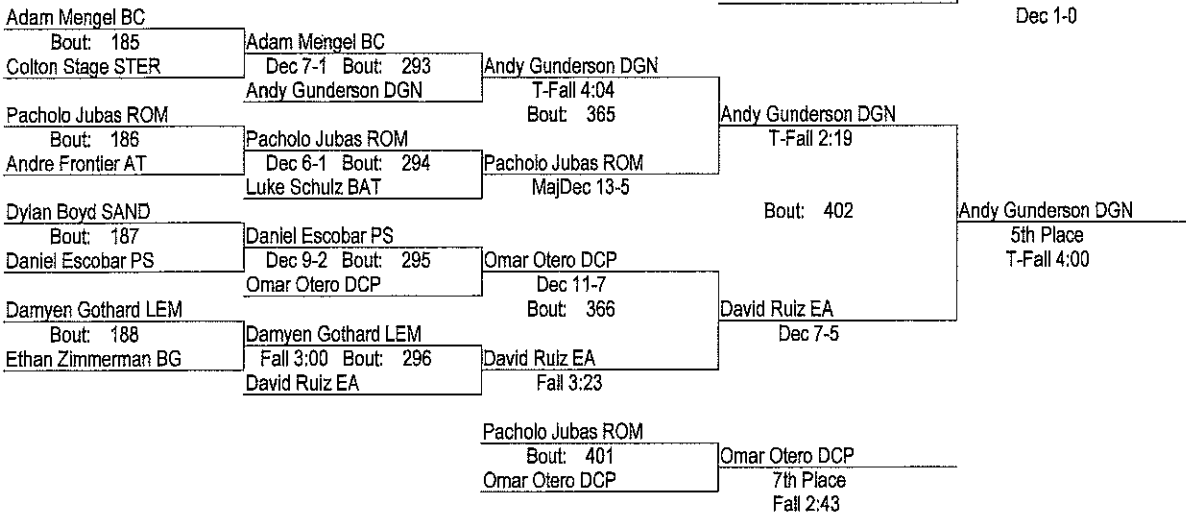 Dec 1-0
Adam Mengel BC
Bout: 185
Colton Stage STER
Pacholo Jubas ROM
Bout: 186
Andre Frontier AT
Dylan Boyd SAND
Bout: 187
Daniel Escobar PS
Damyen Gothard LEM
Bout: 188
Ethan Zimmerman BG
Adam Mengel BC
Dec 7-1 Bout: 293
Andy Gunderson DGN
Pacholo Jubas ROM
Dec 6-1 Bout: 294
Luke Schulz BAT
Daniel Escobar PS
Dec 9-2 Bout: 295
Omar Otero DCP
Damyen Gothard LEM
Fall 3:00 Bout: 296
David Ruiz EA
Andy Gunderson DGN
T-Fall 4:04
Bout: 365
Pacholo Jubas ROM
MajDec 13-5
Omar Otero DCP
Dec 11-7
Bout: 366
David Ruiz EA
Fall 3:23
Andy Gunderson DGN
T-Fall 2:19
Bout: 402
David Ruiz EA
Dec 7-5
Andy Gunderson DGN
5th Place
T-Fall 4:00
Pacholo Jubas ROM
Bout: 401
Omar Otero DCP
Omar Otero DCP
7th Place
Fall 2:43